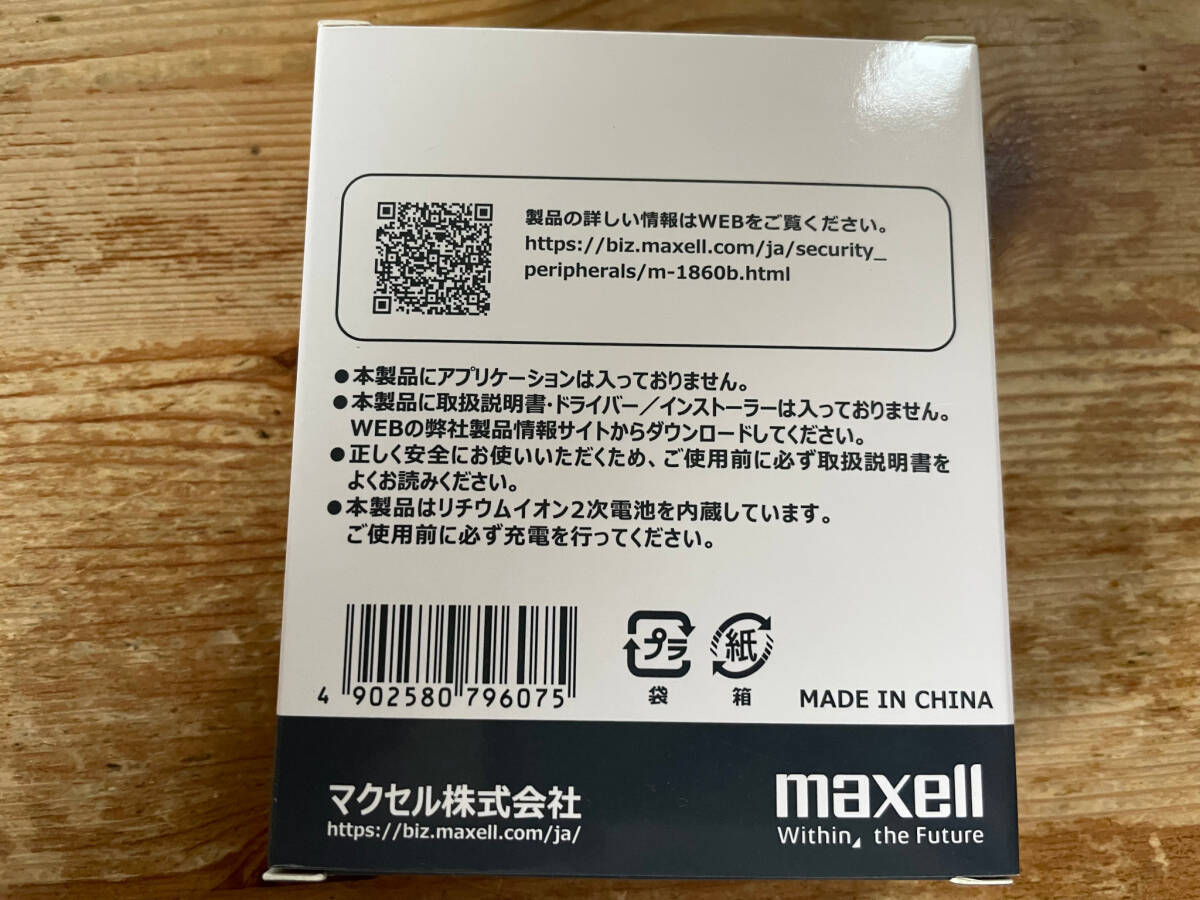 製品の詳しい情報はWEBをご覧ください。
https://biz.maxell.com/ja/security_
peripherals/m-1860b.html
●本製品にアプリケーションは入っておりません。
●本製品に取扱説明書・ドライバー／インストーラーは入っておりません。
WEBの弊社製品情報サイトからダウンロードしてください。
●正しく安全にお使いいただくため、ご使用前に必ず取扱説明書を
よくお読みください。
●本製品はリチウムイオン2次電池を内蔵しています。
ご使用前に必ず充電を行ってください。
4 902580 796075
プラ
袋
紙
箱
MADE IN CHINA
マクセル株式会社
https://biz.maxell.com/ja/
maxell
Within, the Future